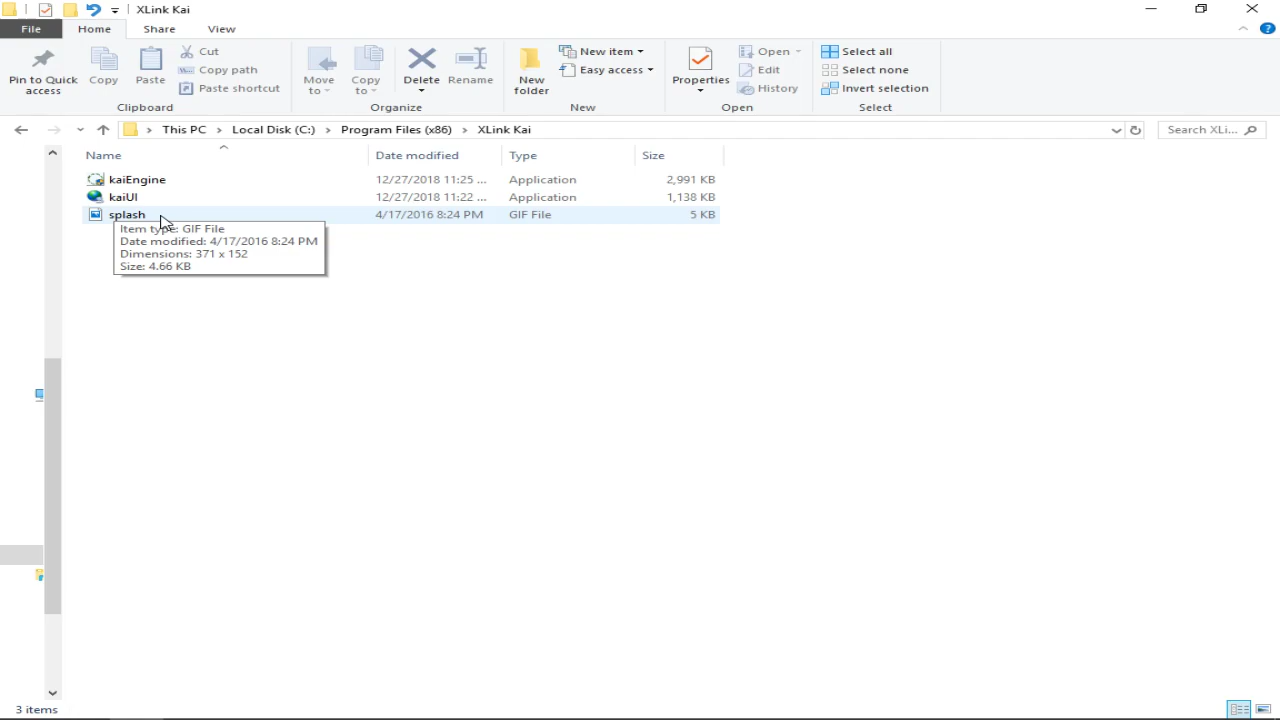 XLink Kai
File Home Share View
Pin to Quick access
Copy
Paste
Cut
Copy path
Paste shortcut
Clipboard
Move to
Copy to
Delete
Rename
Organize
New folder
New item
Easy access
New
Properties
Open
Edit
History
Open
Select all
Select none
Invert selection
Select
This PC > Local Disk (C:) > Program Files (x86) > XLink Kai
Search XLi...
Name Date modified Type Size
kaiEngine 12/27/2018 11:25 ... Application 2,991 KB
kaiUI 12/27/2018 11:22 ... Application 1,138 KB
splash 4/17/2016 8:24 PM GIF File 5 KB
Item type: GIF File
Date modified: 4/17/2016 8:24 PM
Dimensions: 371 x 152
Size: 4.66 KB
3 items